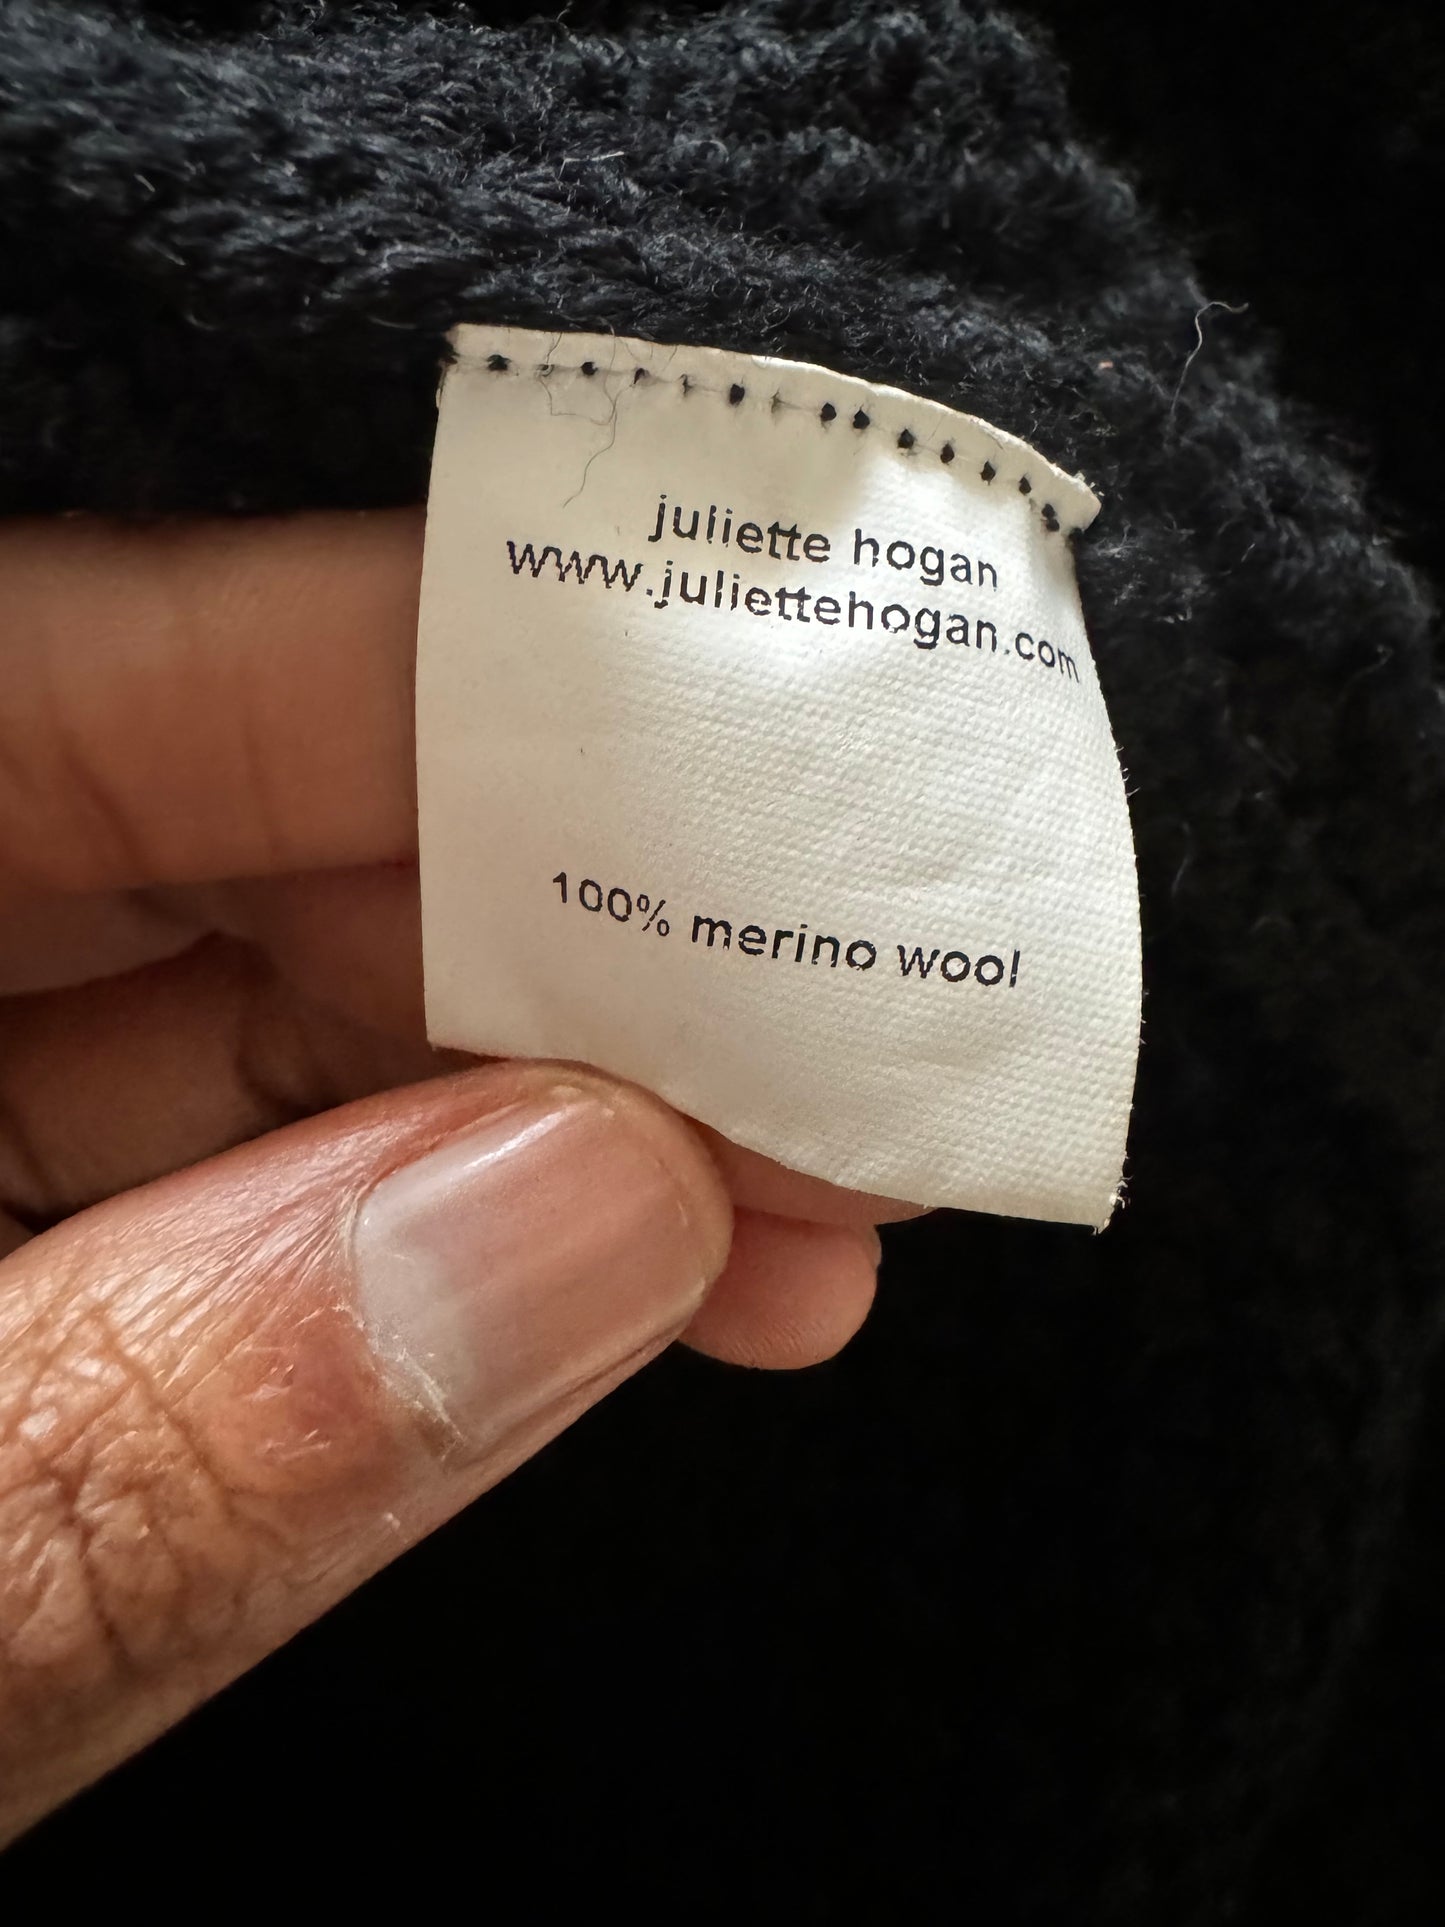 juliette hogan
www.juliettehogan.com
100% merino wool